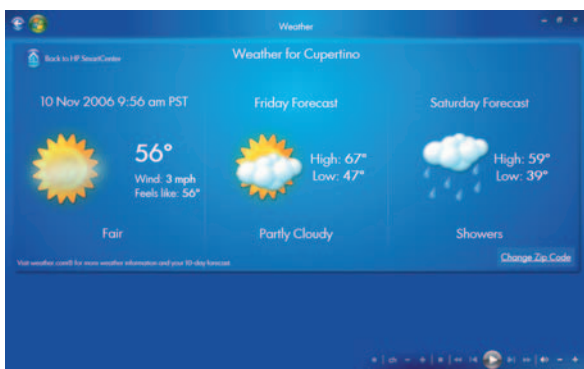 Weather
Back to HP SmartCenter
Weather for Cupertino
10 Nov 2006 9:56 am PST
56°
Wind: 3 mph
Feels like: 56°
Fair
Friday Forecast
High: 67°
Low: 47°
Partly Cloudy
Saturday Forecast
High: 59°
Low: 39°
Showers
Change Zip Code
Visit weather.com® for more weather information and your 10-day forecast.